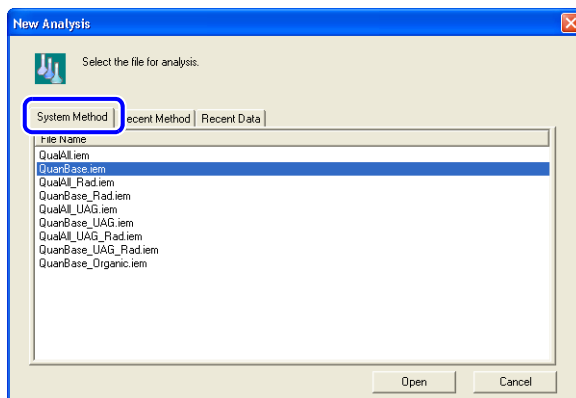 New Analysis
Select the file for analysis.
System Method ecent Method Recent Data
File Name
QualAll.iem
QuanBase.iem
QualAll_Rad.iem
QuanBase_Rad.iem
QualAll_UAG.iem
QuanBase_UAG.iem
QualAll_UAG_Rad.iem
QuanBase_UAG_Rad.iem
QuanBase_Organic.iem
Open Cancel